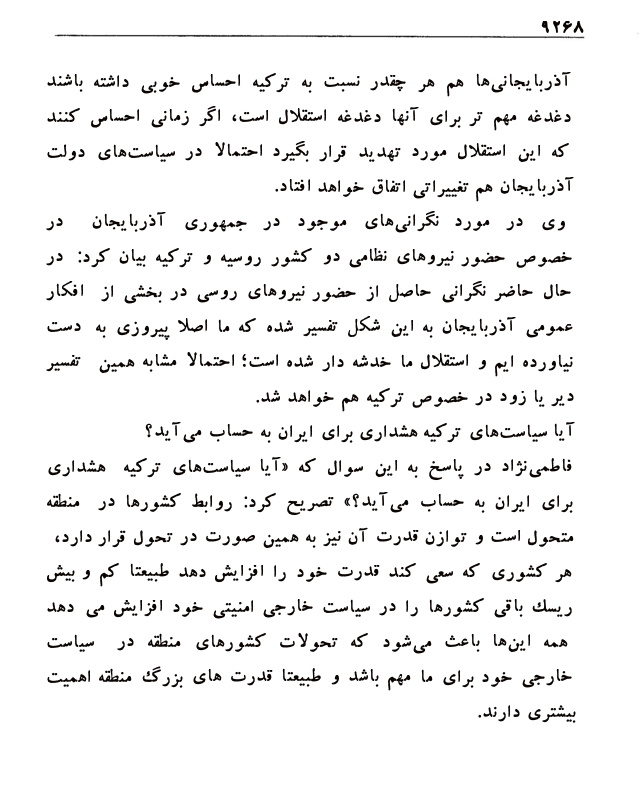 ۹۲۶۸
آذربایجانی‌ها هم هر چقدر نسبت به ترکیه احساس خوبی داشته باشند
دغدغه مهم تر برای آنها دغدغه استقلال است، اگر زمانی احساس کنند
که این استقلال مورد تهدید قرار بگیرد احتمالا در سیاست‌های دولت
آذربایجان هم تغییراتی اتفاق خواهد افتاد.
وی در مورد نگرانی‌های موجود در جمهوری آذربایجان در
خصوص حضور نیروهای نظامی دو کشور روسیه و ترکیه بیان کرد: در
حال حاضر نگرانی حاصل از حضور نیروهای روسی در بخشی از افکار
عمومی آذربایجان به این شکل تفسیر شده که ما اصلا پیروزی به دست
نیاورده ایم و استقلال ما خدشه دار شده است؛ احتمالا مشابه همین تفسیر
دیر یا زود در خصوص ترکیه هم خواهد شد.
آیا سیاست‌های ترکیه هشداری برای ایران به حساب می‌آید؟
فاطمی‌نژاد در پاسخ به این سوال که «آیا سیاست‌های ترکیه هشداری
برای ایران به حساب می‌آید؟» تصریح کرد: روابط کشورها در منطقه
متحول است و توازن قدرت آن نیز به همین صورت در تحول قرار دارد،
هر کشوری که سعی کند قدرت خود را افزایش دهد طبیعتا کم و بیش
ریسك باقی کشورها را در سیاست خارجی امنیتی خود افزایش می دهد
همه این‌ها باعث می‌شود که تحولات کشورهای منطقه در سیاست
خارجی خود برای ما مهم باشد و طبیعتا قدرت های بزرگ منطقه اهمیت
بیشتری دارند.